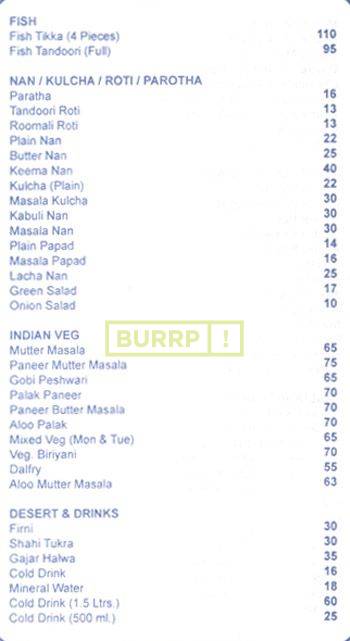 FISH
Fish Tikka (4 Pieces) 110
Fish Tandoori (Full) 95
NAN / KULCHA / ROTI / PAROTHA
Paratha 16
Tandoori Roti 13
Roomali Roti 13
Plain Nan 22
Butter Nan 25
Keema Nan 40
Kulcha (Plain) 22
Masala Kulcha 30
Kabuli Nan 30
Masala Nan 30
Plain Papad 14
Masala Papad 16
Lacha Nan 25
Green Salad 17
Onion Salad 10
BURRP!
INDIAN VEG
Mutter Masala 65
Paneer Mutter Masala 75
Gobi Peshwari 65
Palak Paneer 70
Paneer Butter Masala 70
Aloo Palak 70
Mixed Veg (Mon & Tue) 65
Veg. Biriyani 70
Dalfry 55
Aloo Mutter Masala 63
DESERT & DRINKS
Firni 30
Shahi Tukra 30
Gajar Halwa 35
Cold Drink 16
Mineral Water 18
Cold Drink (1.5 Ltrs.) 60
Cold Drink (500 ml.) 25